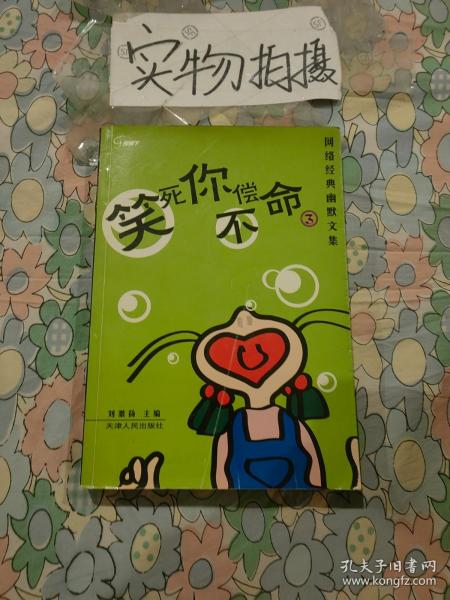 实物拍摄
网络经典幽默文集
笑死你不偿命
3
刘墩扬 主编
天津人民出版社
孔夫子旧书网
www.kongfz.com